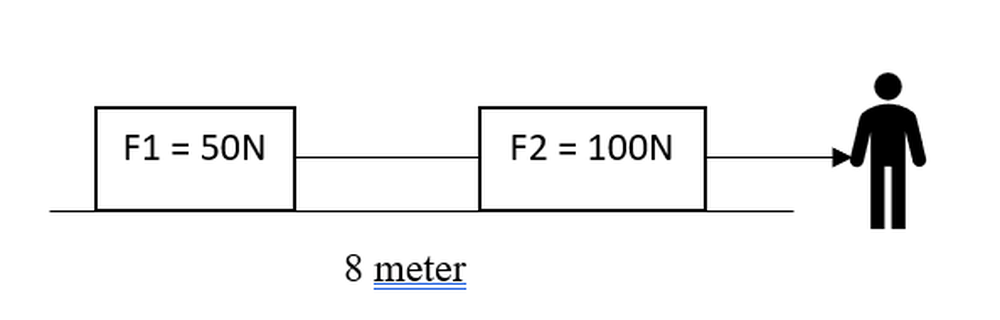 F1 = 50N
F2 = 100N
8 meter